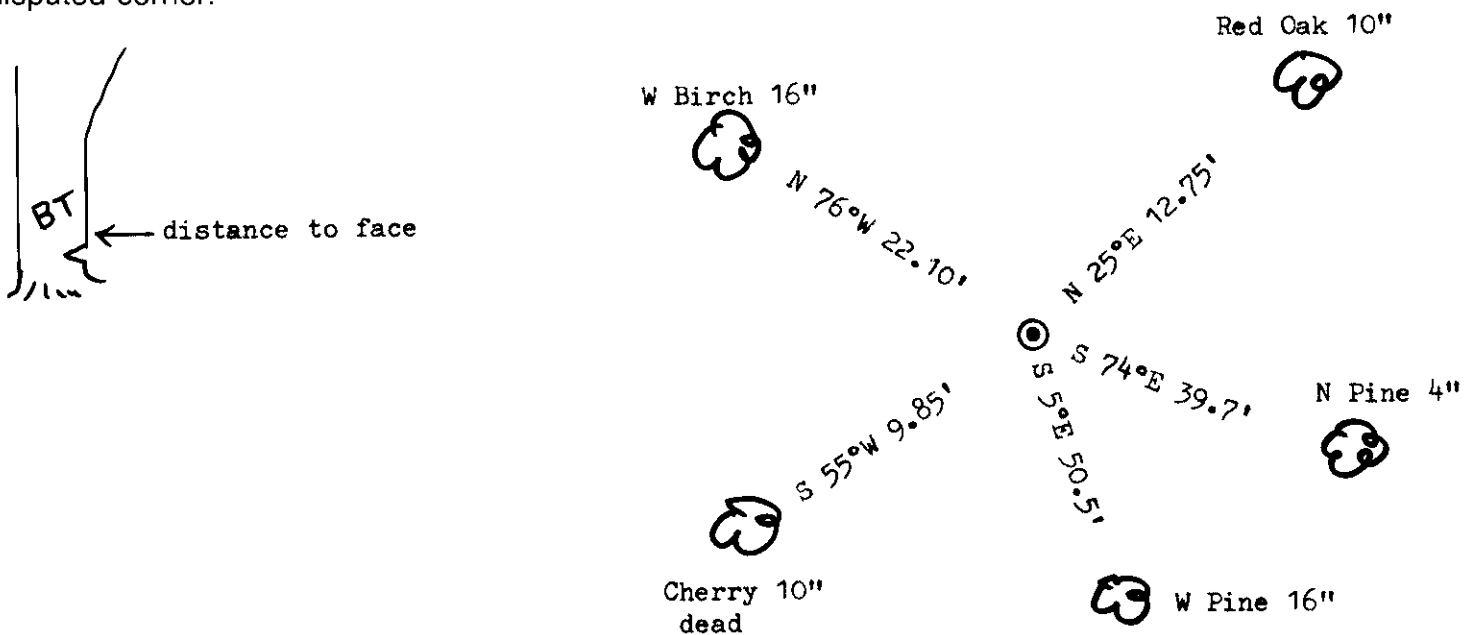 disputed corner.
BT
distance to face
Red Oak 10"
W Birch 16"
N 76°W 22.10'
N 25°E 12.75'
S 74°E 39.7'
N Pine 4"
S 5°E 50.5'
S 55°W 9.85'
Cherry 10"
dead
W Pine 16"